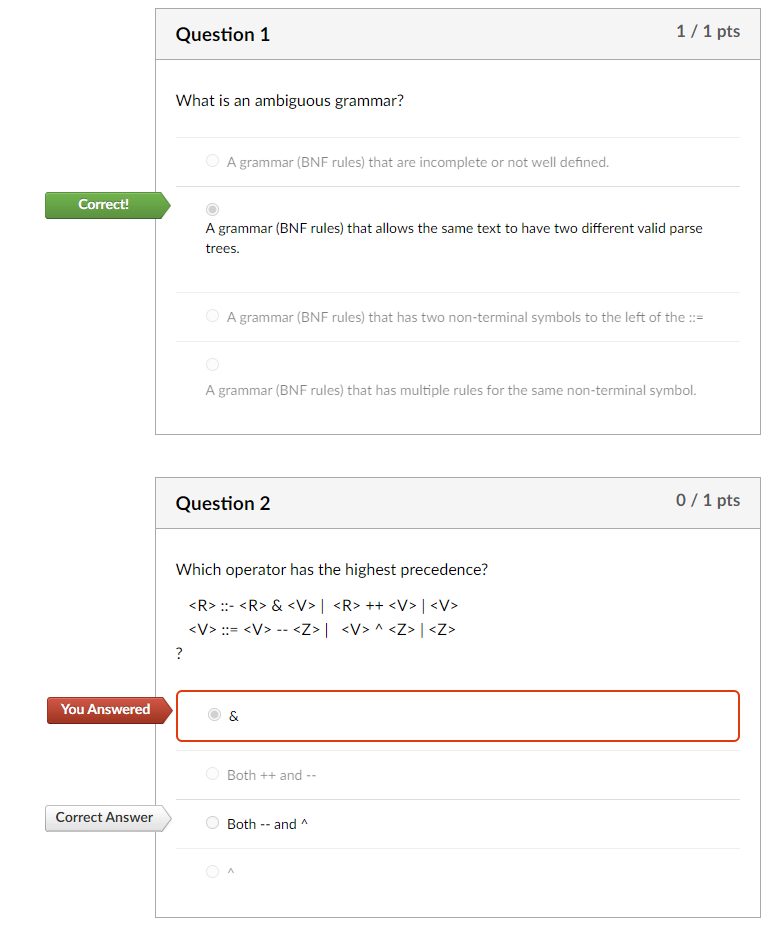 Question 1
1 / 1 pts
What is an ambiguous grammar?
A grammar (BNF rules) that are incomplete or not well defined.
Correct!
A grammar (BNF rules) that allows the same text to have two different valid parse
trees.
A grammar (BNF rules) that has two non-terminal symbols to the left of the ::=
A grammar (BNF rules) that has multiple rules for the same non-terminal symbol.
Question 2
0 / 1 pts
Which operator has the highest precedence?
<R> ::- <R> & <V> | <R> ++ <V> | <V>
<V> ::= <V> -- <Z> | <V> ^ <Z> | <Z>
?
You Answered
&
Both ++ and --
Correct Answer
Both -- and ^
^